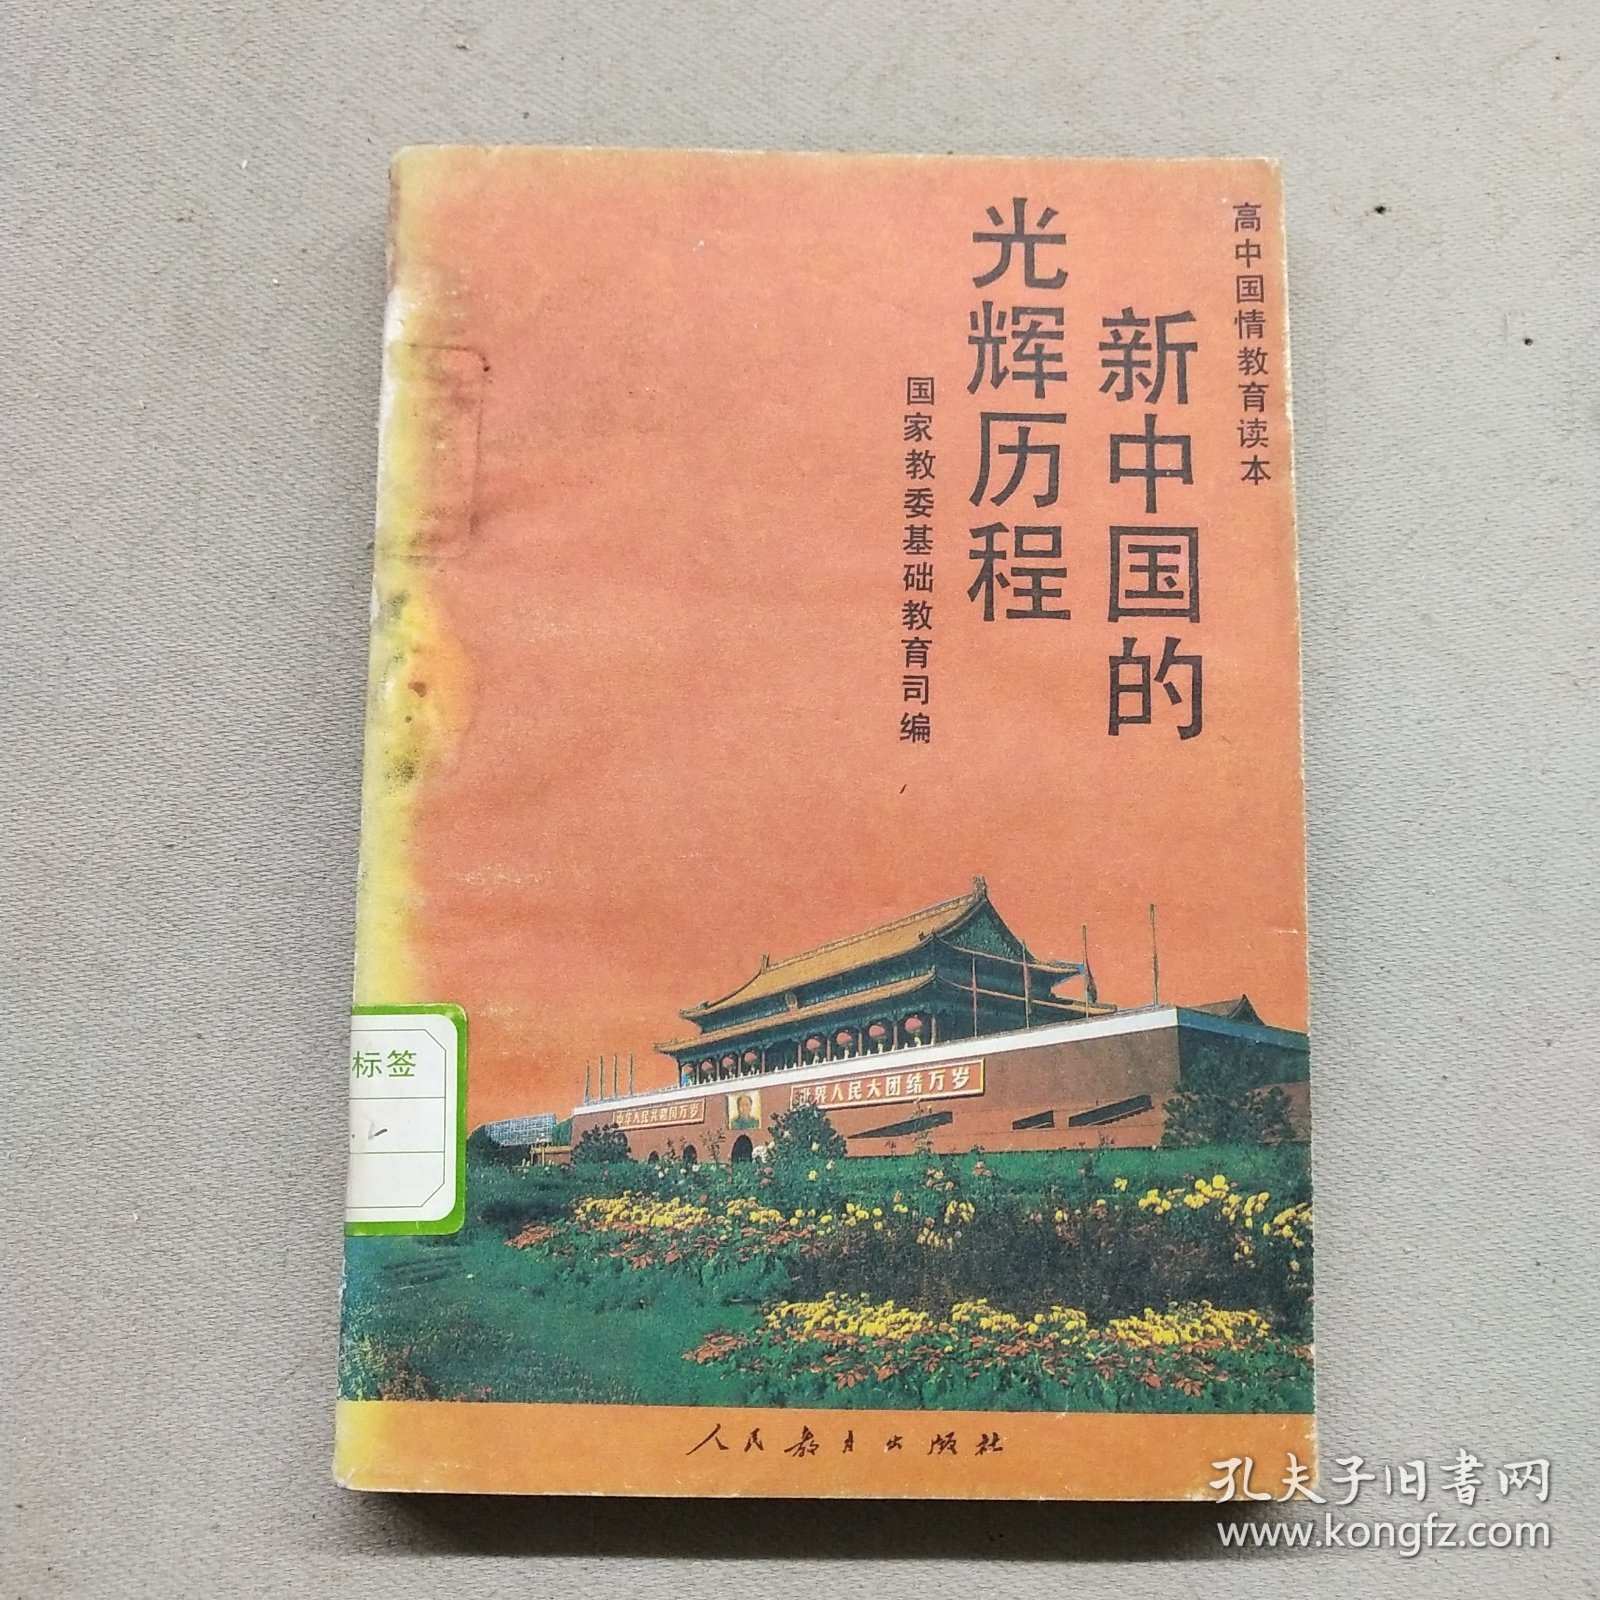 高中国情教育读本
新中国的
光辉历程
国家教委基础教育司编
中华人民共和国万岁
世界人民大团结万岁
标签
人民教育出版社
孔夫子旧书网
www.kongfz.com